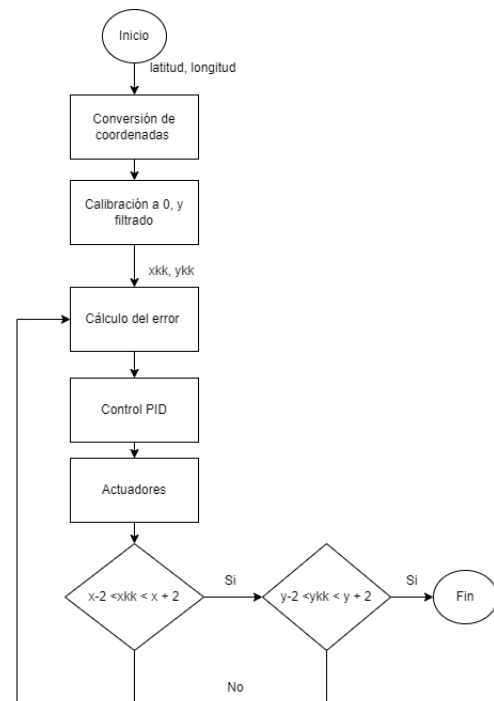 Inicio
latitud, longitud
Conversión de
coordenadas
Calibración a 0, y
filtrado
xkk, ykk
Cálculo del error
Control PID
Actuadores
x-2 <xkk < x + 2
Si
y-2 <ykk < y + 2
Si
Fin
No